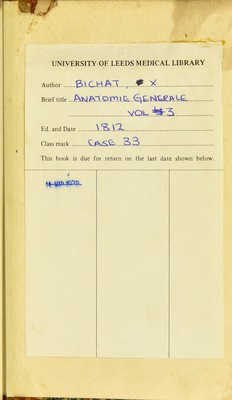 UNIVERSITY OF LEEDS MEDICAL LIBRARY
Author BICHAT, X
Brief title ANATOMIE GENERALE
VOL 3
Ed. and Date 1812
Class mark CASE 33
This book is due for return on the last date shown below.